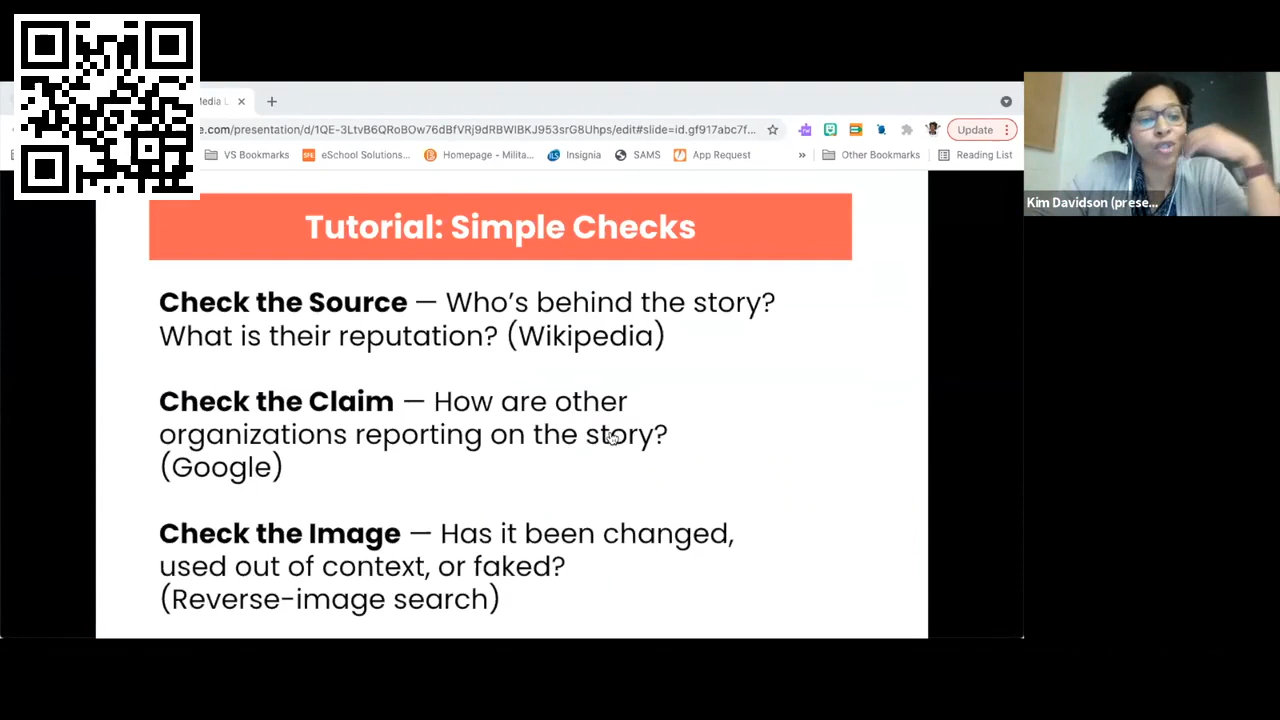 Media L
e.com/presentation/d/1QE-3LtvB6QRoBOw76dBfVRj9dRBWIBKJ953srG8Uhps/edit#slide=id.gf917abc7f...
Update
VS Bookmarks
eSchool Solutions...
Homepage - Milita...
Insignia
SAMS
App Request
»
Other Bookmarks
Reading List
Kim Davidson (prese...
Tutorial: Simple Checks
Check the Source — Who’s behind the story?
What is their reputation? (Wikipedia)
Check the Claim — How are other
organizations reporting on the story?
(Google)
Check the Image — Has it been changed,
used out of context, or faked?
(Reverse-image search)